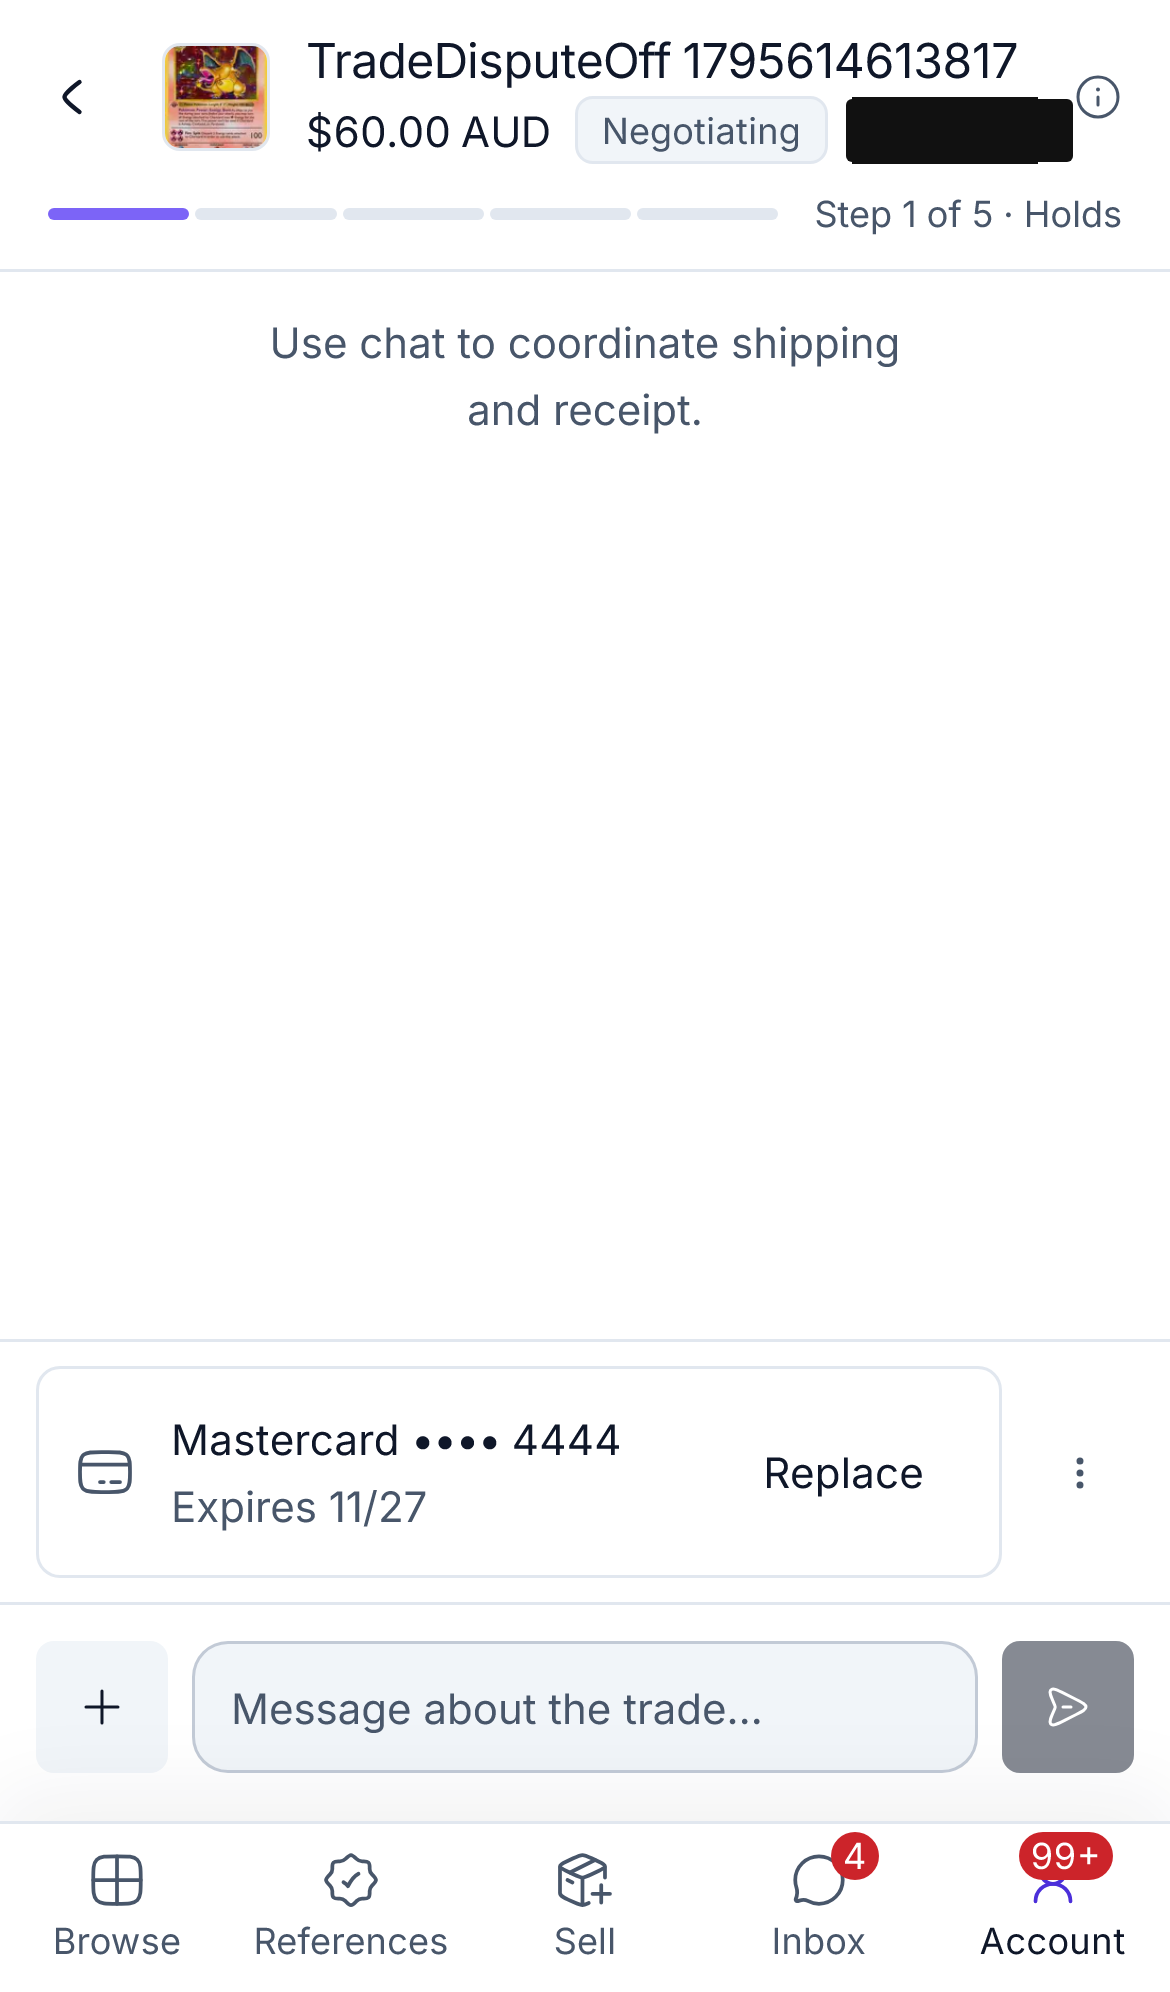 TradeDisputeOff 1795614613817
$60.00 AUD Negotiating
Step 1 of 5 · Holds
Use chat to coordinate shipping
and receipt.
Mastercard •••• 4444
Expires 11/27
Replace
Message about the trade...
4
99+
Browse
References
Sell
Inbox
Account